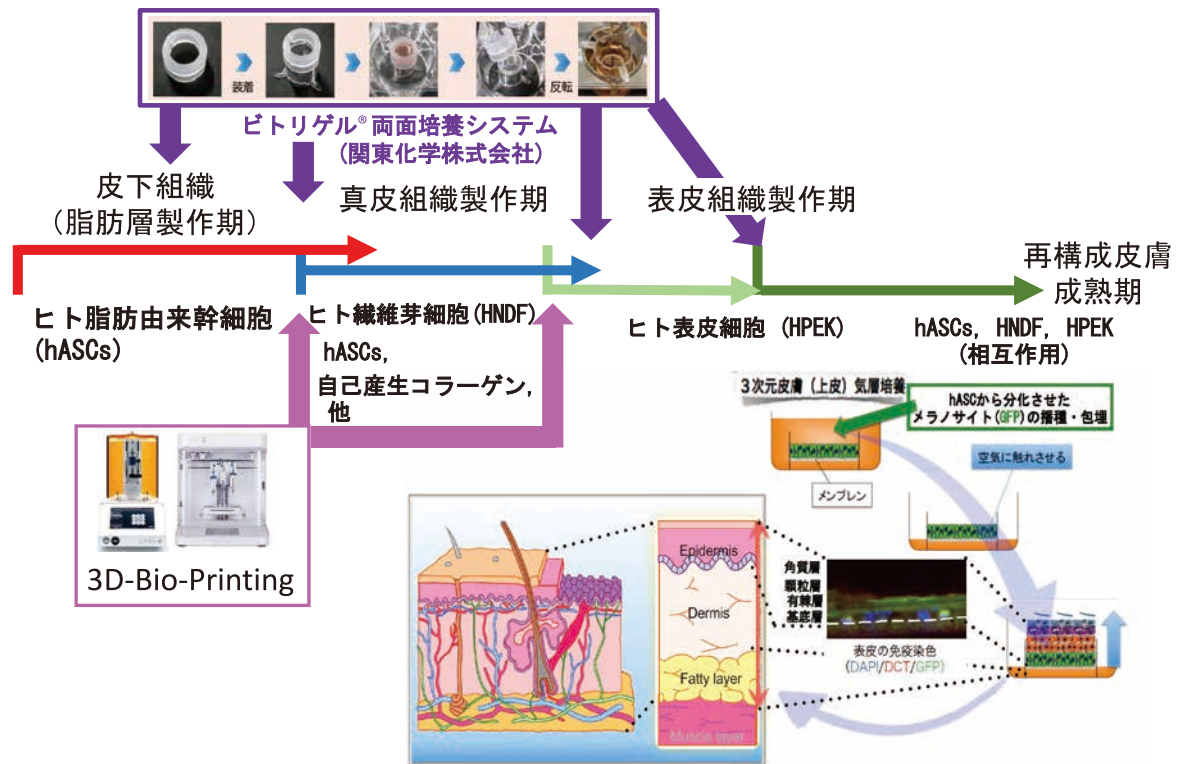 装着
反転
ビトリゲル®両面培養システム
(関東化学株式会社)
皮下組織
(脂肪層製作期)
真皮組織製作期
表皮組織製作期
再構成皮膚
成熟期
ヒト脂肪由来幹細胞
(hASCs)
ヒト繊維芽細胞(HNDF)
hASCs,
自己産生コラーゲン,
他
ヒト表皮細胞 (HPEK)
hASCs, HNDF, HPEK
(相互作用)
3D-Bio-Printing
3次元皮膚(上皮)気層培養
hASCから分化させた
メラノサイト(GFP)の播種・包埋
空気に触れさせる
メンブレン
Epidermis
Dermis
Fatty layer
Muscle layer
角質層
顆粒層
有棘層
基底層
表皮の免疫染色
(DAPI/DCT/GFP)